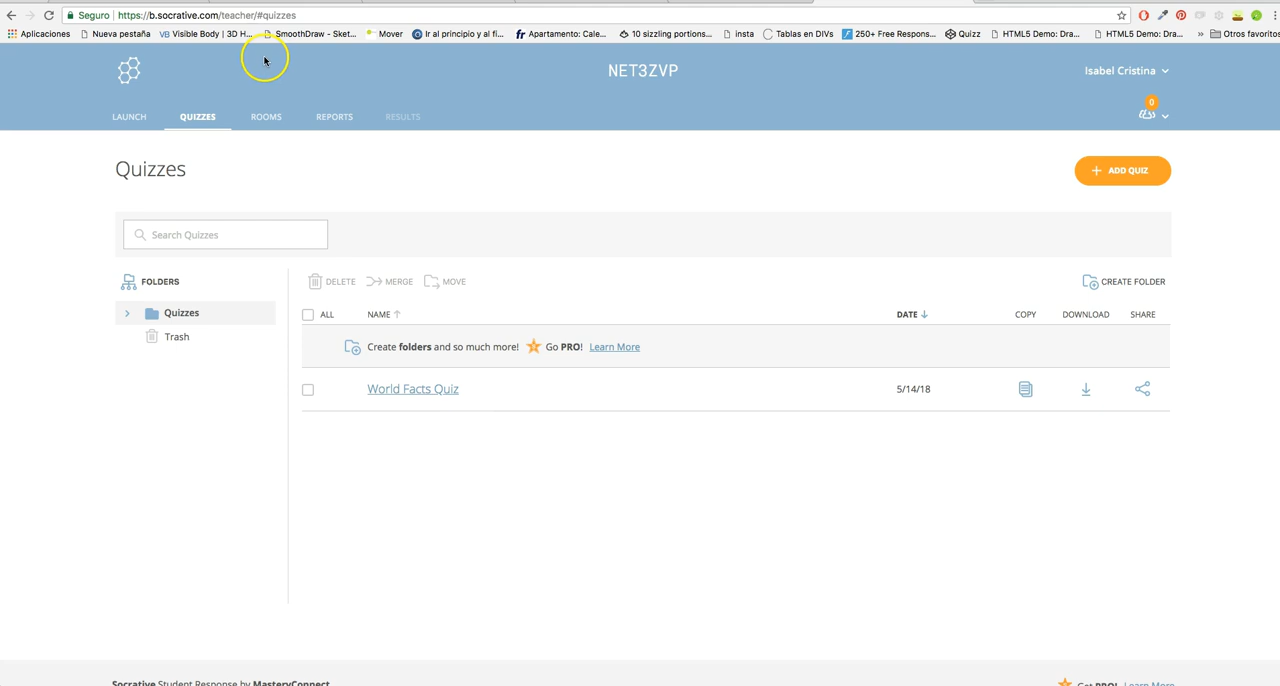 Seguro https://b.socrative.com/teacher/#quizzes
Aplicaciones Nueva pestaña VB Visible Body | 3D H... SmoothDraw - Sket... Mover Ir al principio y al fi... fr Apartamento: Cale... 10 sizzling portions... insta Tablas en DIVs 250+ Free Respons... Quizz HTML5 Demo: Dra... HTML5 Demo: Dra... » Otros favoritos
NET3ZVP
Isabel Cristina
0
LAUNCH QUIZZES ROOMS REPORTS RESULTS
Quizzes
+ ADD QUIZ
Search Quizzes
FOLDERS
Quizzes
Trash
DELETE MERGE MOVE CREATE FOLDER
ALL NAME DATE COPY DOWNLOAD SHARE
Create folders and so much more! Go PRO! Learn More
World Facts Quiz 5/14/18
Socrative Student Response by MasteryConnect
Get PRO! Learn More